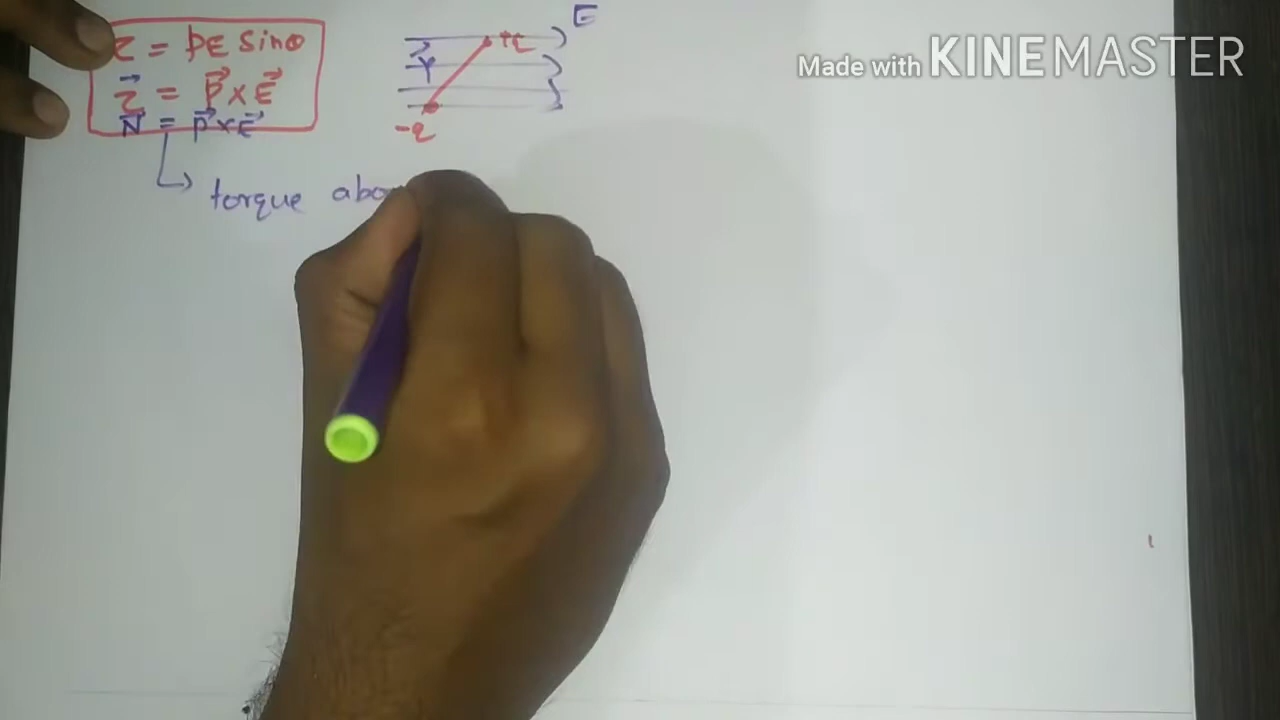 τ = pE sinθ
τ⃗ = p⃗ × E⃗
N⃗ = p⃗ × E⃗
torque abo
E
+q
r⃗
-q
Made with KINEMASTER